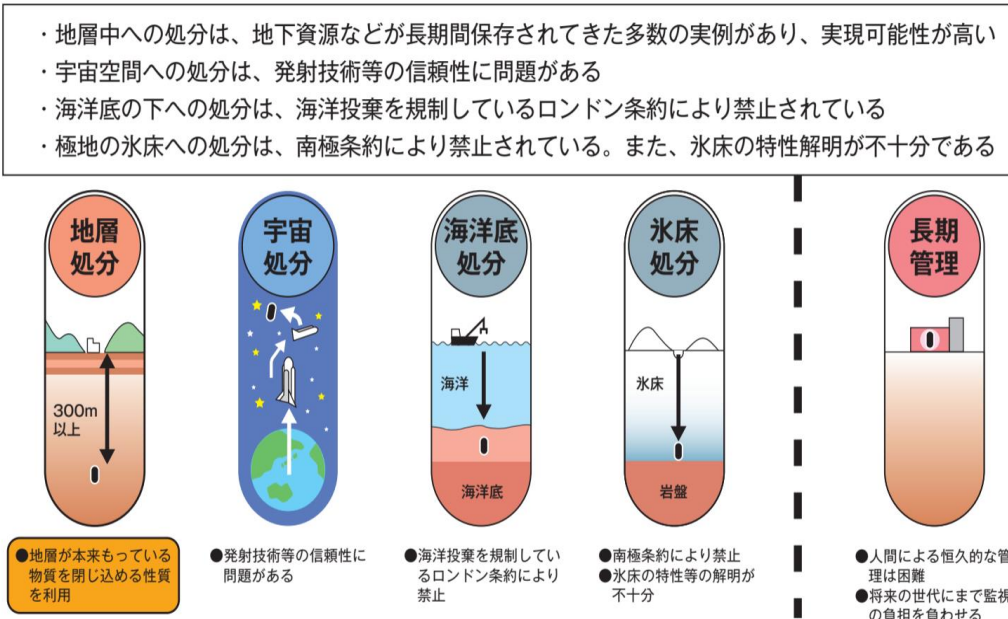 ・地層中への処分は、地下資源などが長期間保存されてきた多数の実例があり、実現可能性が高い
・宇宙空間への処分は、発射技術等の信頼性に問題がある
・海洋底の下への処分は、海洋投棄を規制しているロンドン条約により禁止されている
・極地の氷床への処分は、南極条約により禁止されている。また、氷床の特性解明が不十分である
地層
処分
300m
以上
●地層が本来もっている
物質を閉じ込める性質
を利用
宇宙
処分
●発射技術等の信頼性に
問題がある
海洋底
処分
海洋
海洋底
●海洋投棄を規制してい
るロンドン条約により
禁止
氷床
処分
氷床
岩盤
●南極条約により禁止
●氷床の特性等の解明が
不十分
長期
管理
●人間による恒久的な管
理は困難
●将来の世代にまで監視
の負担を負わせる